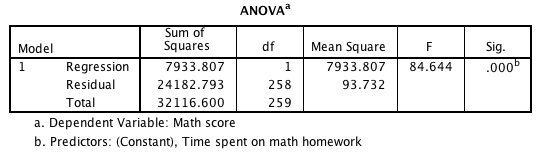 ANOVAa
Model Sum of Squares df Mean Square F Sig.
1 Regression 7933.807 1 7933.807 84.644 .000b
Residual 24182.793 258 93.732
Total 32116.600 259
a. Dependent Variable: Math score
b. Predictors: (Constant), Time spent on math homework